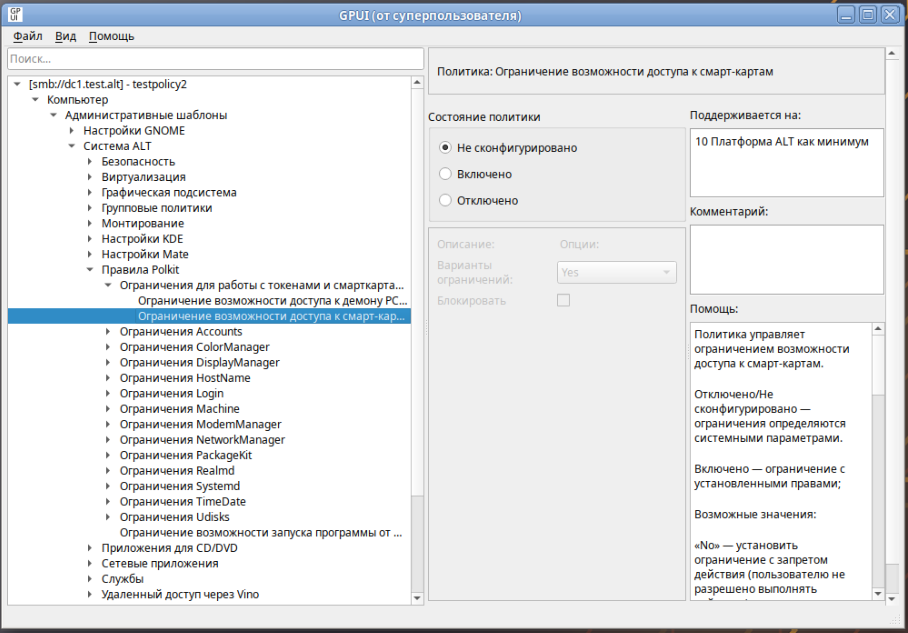 GPUI (от суперпользователя)
GP
UI
Файл Вид Помощь
Поиск...
[smb://dc1.test.alt] - testpolicy2
Компьютер
Административные шаблоны
Настройки GNOME
Система ALT
Безопасность
Виртуализация
Графическая подсистема
Групповые политики
Монтирование
Настройки KDE
Настройки Mate
Правила Polkit
Ограничения для работы с токенами и смарткарта...
Ограничение возможности доступа к демону PC...
Ограничение возможности доступа к смарт-кар...
Ограничения Accounts
Ограничения ColorManager
Ограничения DisplayManager
Ограничения HostName
Ограничения Login
Ограничения Machine
Ограничения ModemManager
Ограничения NetworkManager
Ограничения PackageKit
Ограничения Realmd
Ограничения Systemd
Ограничения TimeDate
Ограничения Udisks
Ограничение возможности запуска программы от ...
Приложения для CD/DVD
Сетевые приложения
Службы
Удаленный доступ через Vino
Политика: Ограничение возможности доступа к смарт-картам
Состояние политики
Не сконфигурировано
Включено
Отключено
Описание: Опции:
Варианты
ограничений:
Yes
Блокировать
Поддерживается на:
10 Платформа ALT как минимум
Комментарий:
Помощь:
Политика управляет
ограничением возможности
доступа к смарт-картам.
Отключено/Не
сконфигурировано —
ограничения определяются
системными параметрами.
Включено — ограничение с
установленными правами;
Возможные значения:
«No» — установить
ограничение с запретом
действия (пользователю не
разрешено выполнять